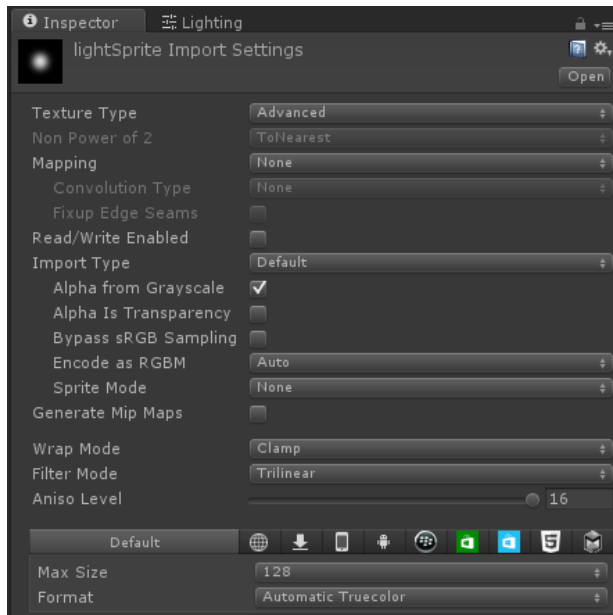 Inspector Lighting
lightSprite Import Settings
Open
Texture Type Advanced
Non Power of 2 ToNearest
Mapping None
Convolution Type None
Fixup Edge Seams
Read/Write Enabled
Import Type Default
Alpha from Grayscale
Alpha Is Transparency
Bypass sRGB Sampling
Encode as RGBM Auto
Sprite Mode None
Generate Mip Maps
Wrap Mode Clamp
Filter Mode Trilinear
Aniso Level 16
Default
Max Size 128
Format Automatic Truecolor